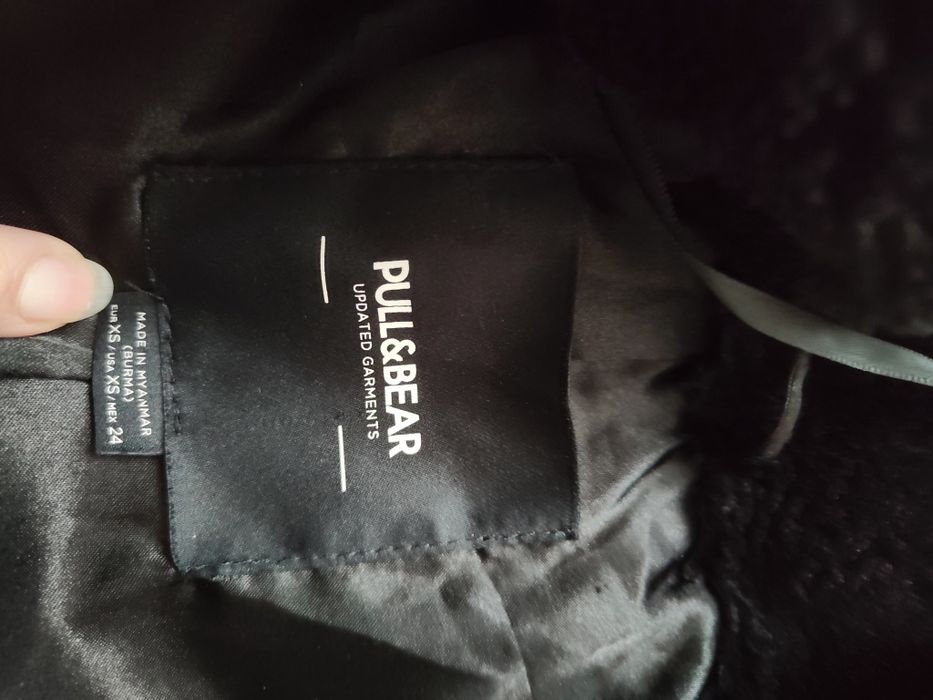 PULL&BEAR
UPDATED GARMENTS
MADE IN MYANMAR
(BURMA)
EUR XS / USA XS / MEX 24